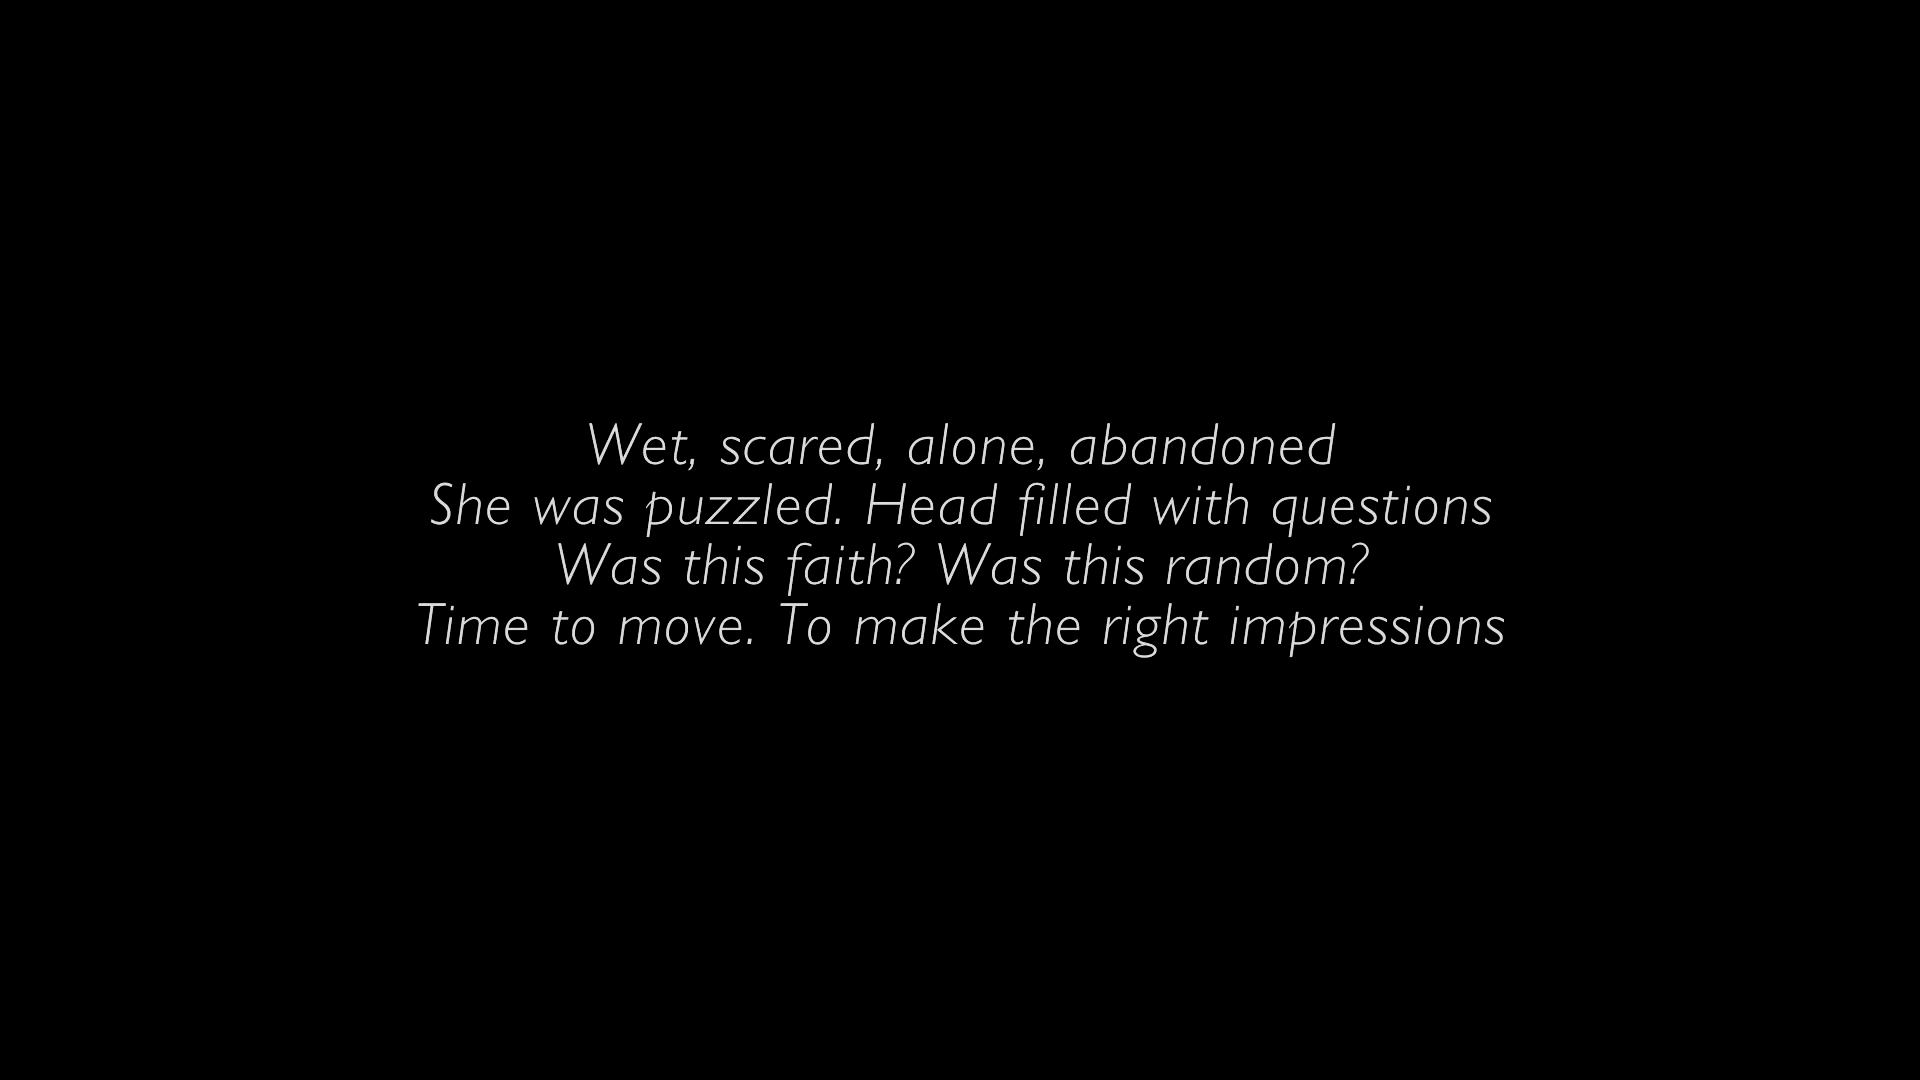 Wet, scared, alone, abandoned
She was puzzled. Head filled with questions
Was this faith? Was this random?
Time to move. To make the right impressions